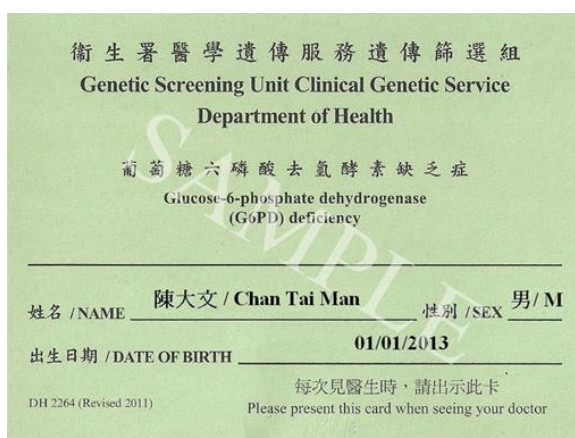 衞生署醫學遺傳服務遺傳篩選組
Genetic Screening Unit Clinical Genetic Service
Department of Health
葡萄糖六磷酸去氫酵素缺乏症
Glucose-6-phosphate dehydrogenase
(G6PD) deficiency
SAMPLE
姓名 /NAME 陳大文 / Chan Tai Man 性別 /SEX 男/ M
出生日期 / DATE OF BIRTH 01/01/2013
每次見醫生時，請出示此卡
DH 2264 (Revised 2011) Please present this card when seeing your doctor